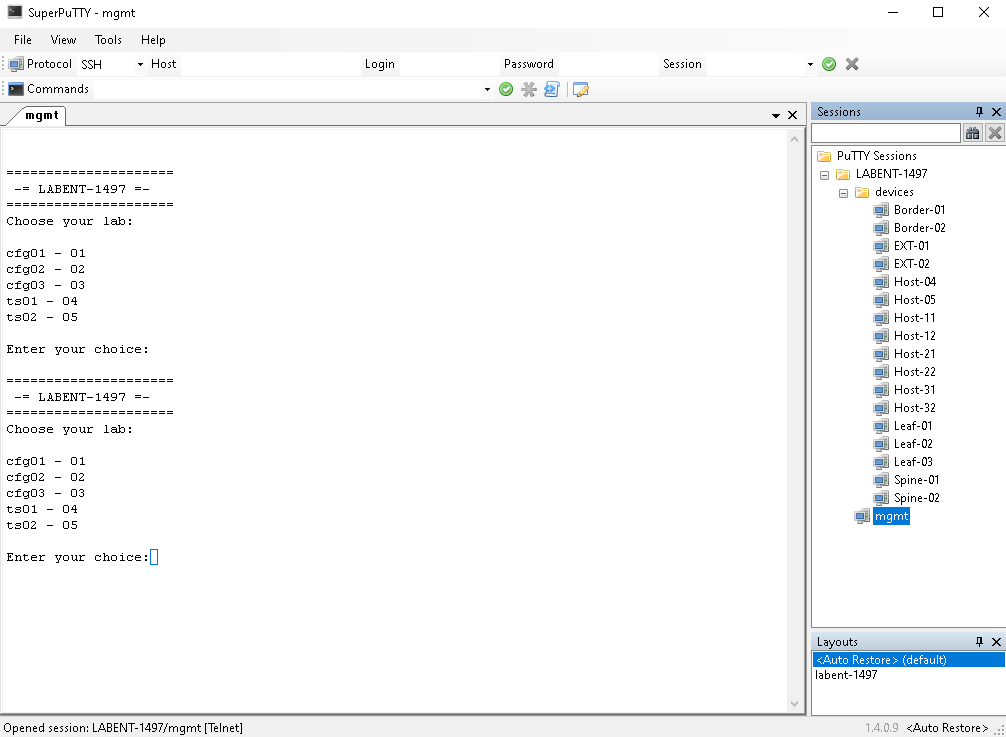 SuperPuTTY - mgmt
File View Tools Help
Protocol SSH Host Login Password Session
Commands
mgmt
=====================
-= LABENT-1497 =-
=====================
Choose your lab:
cfg01 - 01
cfg02 - 02
cfg03 - 03
ts01 - 04
ts02 - 05
Enter your choice:
=====================
-= LABENT-1497 =-
=====================
Choose your lab:
cfg01 - 01
cfg02 - 02
cfg03 - 03
ts01 - 04
ts02 - 05
Enter your choice:
Sessions
PuTTY Sessions
LABENT-1497
devices
Border-01
Border-02
EXT-01
EXT-02
Host-04
Host-05
Host-11
Host-12
Host-21
Host-22
Host-31
Host-32
Leaf-01
Leaf-02
Leaf-03
Spine-01
Spine-02
mgmt
Layouts
<Auto Restore> (default)
labent-1497
Opened session: LABENT-1497/mgmt [Telnet]
1.4.0.9 <Auto Restore>